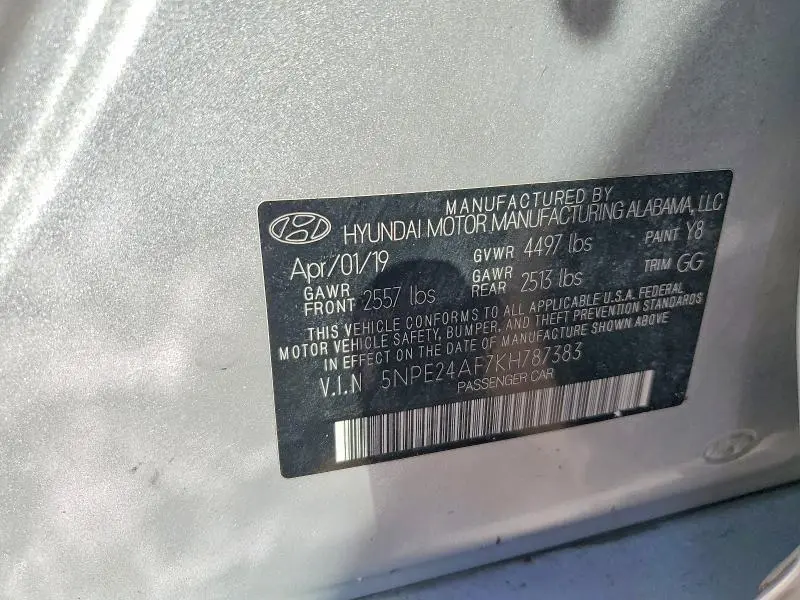 MANUFACTURED BY
HYUNDAI MOTOR MANUFACTURING ALABAMA, LLC
Apr/01/19 GVWR 4497 lbs PAINT Y8
GAWR FRONT 2557 lbs GAWR REAR 2513 lbs TRIM GG
THIS VEHICLE CONFORMS TO ALL APPLICABLE U.S.A. FEDERAL
MOTOR VEHICLE SAFETY, BUMPER, AND THEFT PREVENTION STANDARDS
IN EFFECT ON THE DATE OF MANUFACTURE SHOWN ABOVE
V.I.N 5NPE24AF7KH787383
PASSENGER CAR